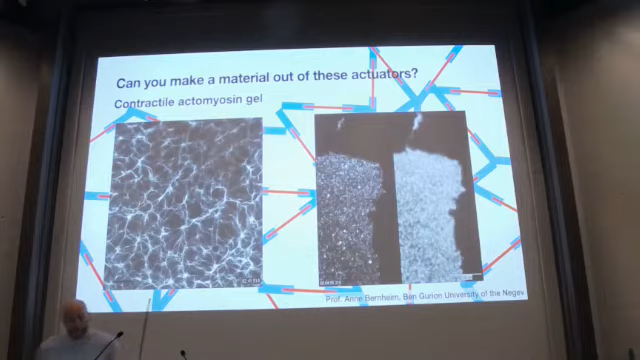 Can you make a material out of these actuators?
Contractile actomyosin gel
Prof. Anne Bernheim, Ben Gurion University of the Negev